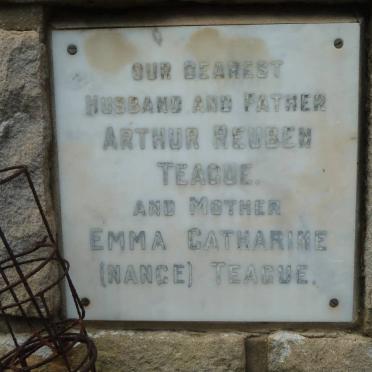 OUR DEAREST
HUSBAND AND FATHER
ARTHUR REUBEN
TEAGUE.
AND MOTHER
EMMA CATHARINE
(NANCE) TEAGUE.